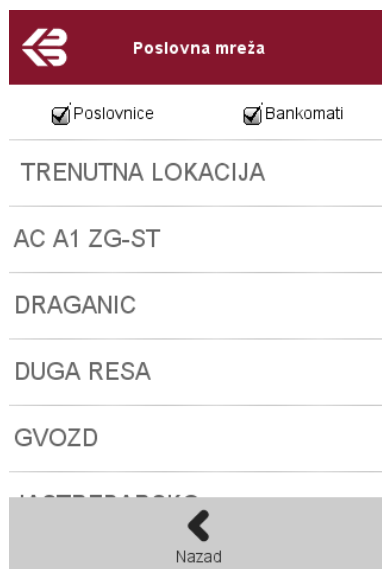 Poslovna mreža
Poslovnice Bankomati
TRENUTNA LOKACIJA
AC A1 ZG-ST
DRAGANIC
DUGA RESA
GVOZD
Nazad